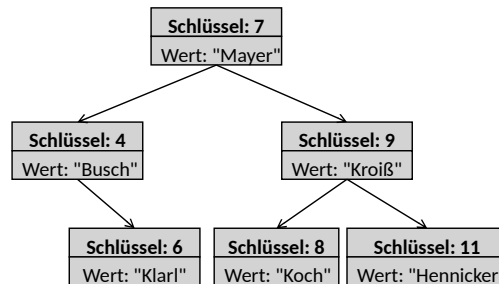 Schlüssel: 7
Wert: "Mayer"
Schlüssel: 4
Wert: "Busch"
Schlüssel: 9
Wert: "Kroiß"
Schlüssel: 6
Wert: "Klarl"
Schlüssel: 8
Wert: "Koch"
Schlüssel: 11
Wert: "Hennicker